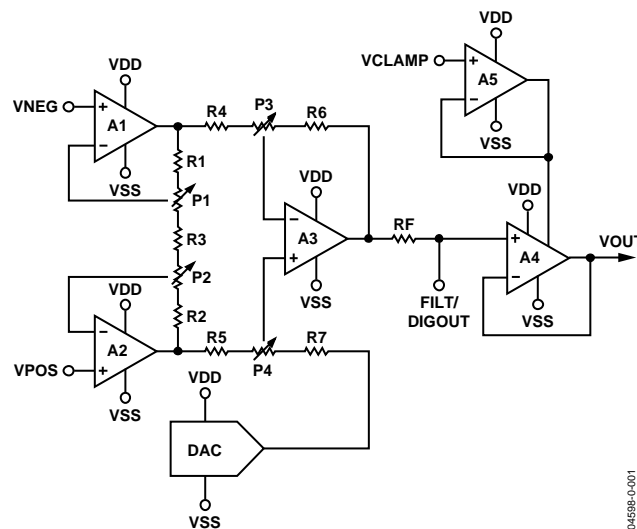 VDD
VCLAMP
+
A5
−
VSS
VDD
VNEG
+
A1
−
VSS
R4
P3
R6
R1
P1
R3
P2
R2
VDD
−
A3
+
VSS
RF
FILT/
DIGOUT
VDD
+
A4
−
VSS
VOUT
VDD
−
A2
+
VPOS
VSS
R5
P4
R7
VDD
DAC
VSS
04598-0-001